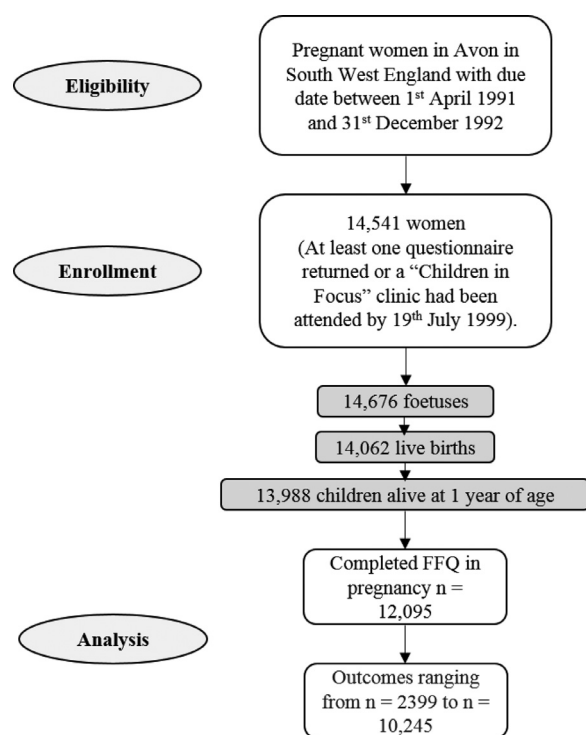 Eligibility
Pregnant women in Avon in
South West England with due
date between 1st April 1991
and 31st December 1992
Enrollment
14,541 women
(At least one questionnaire
returned or a “Children in
Focus” clinic had been
attended by 19th July 1999).
14,676 foetuses
14,062 live births
13,988 children alive at 1 year of age
Analysis
Completed FFQ in
pregnancy n =
12,095
Outcomes ranging
from n = 2399 to n =
10,245